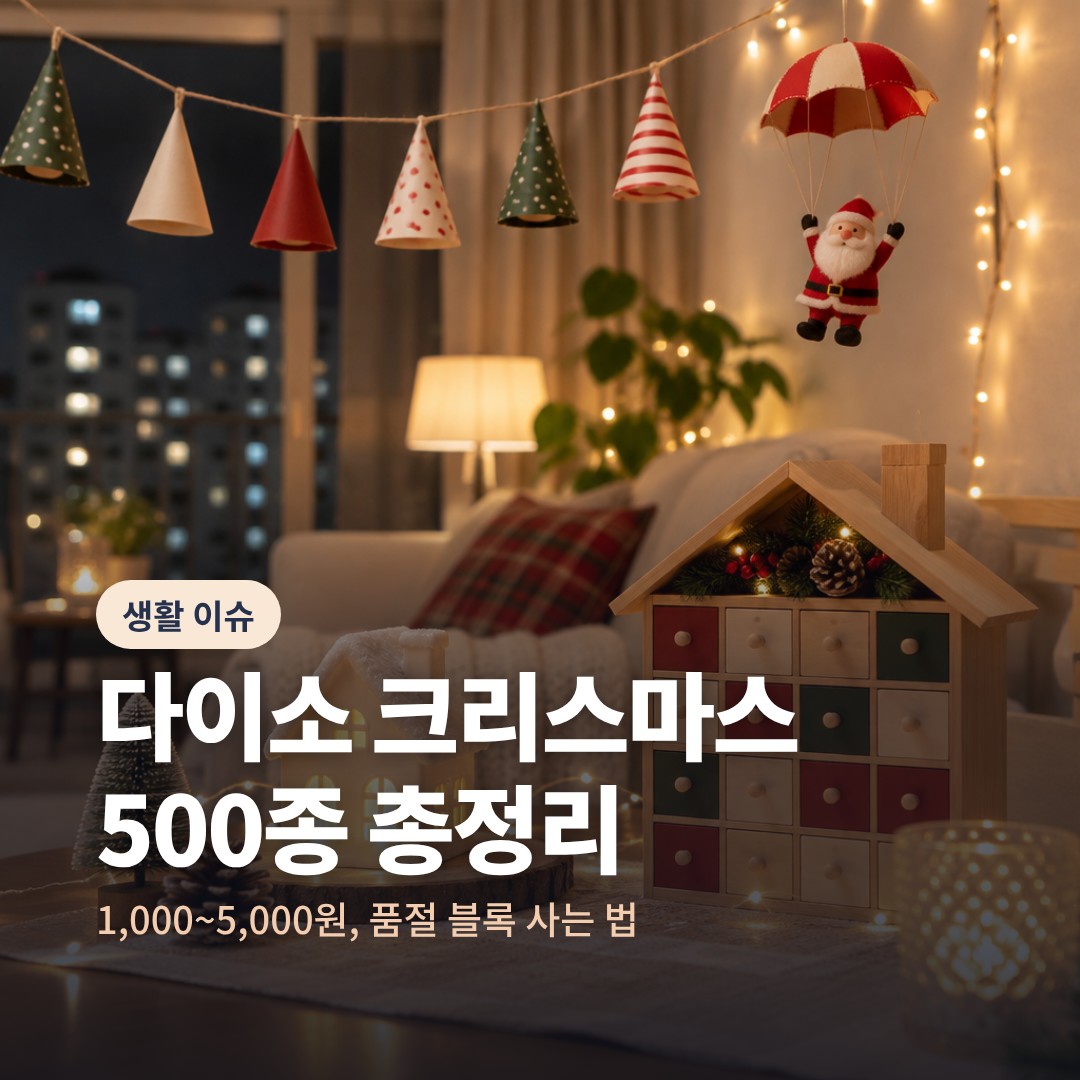 생활 이슈
다이소 크리스마스
500종 총정리
1,000~5,000원, 품절 블록 사는 법